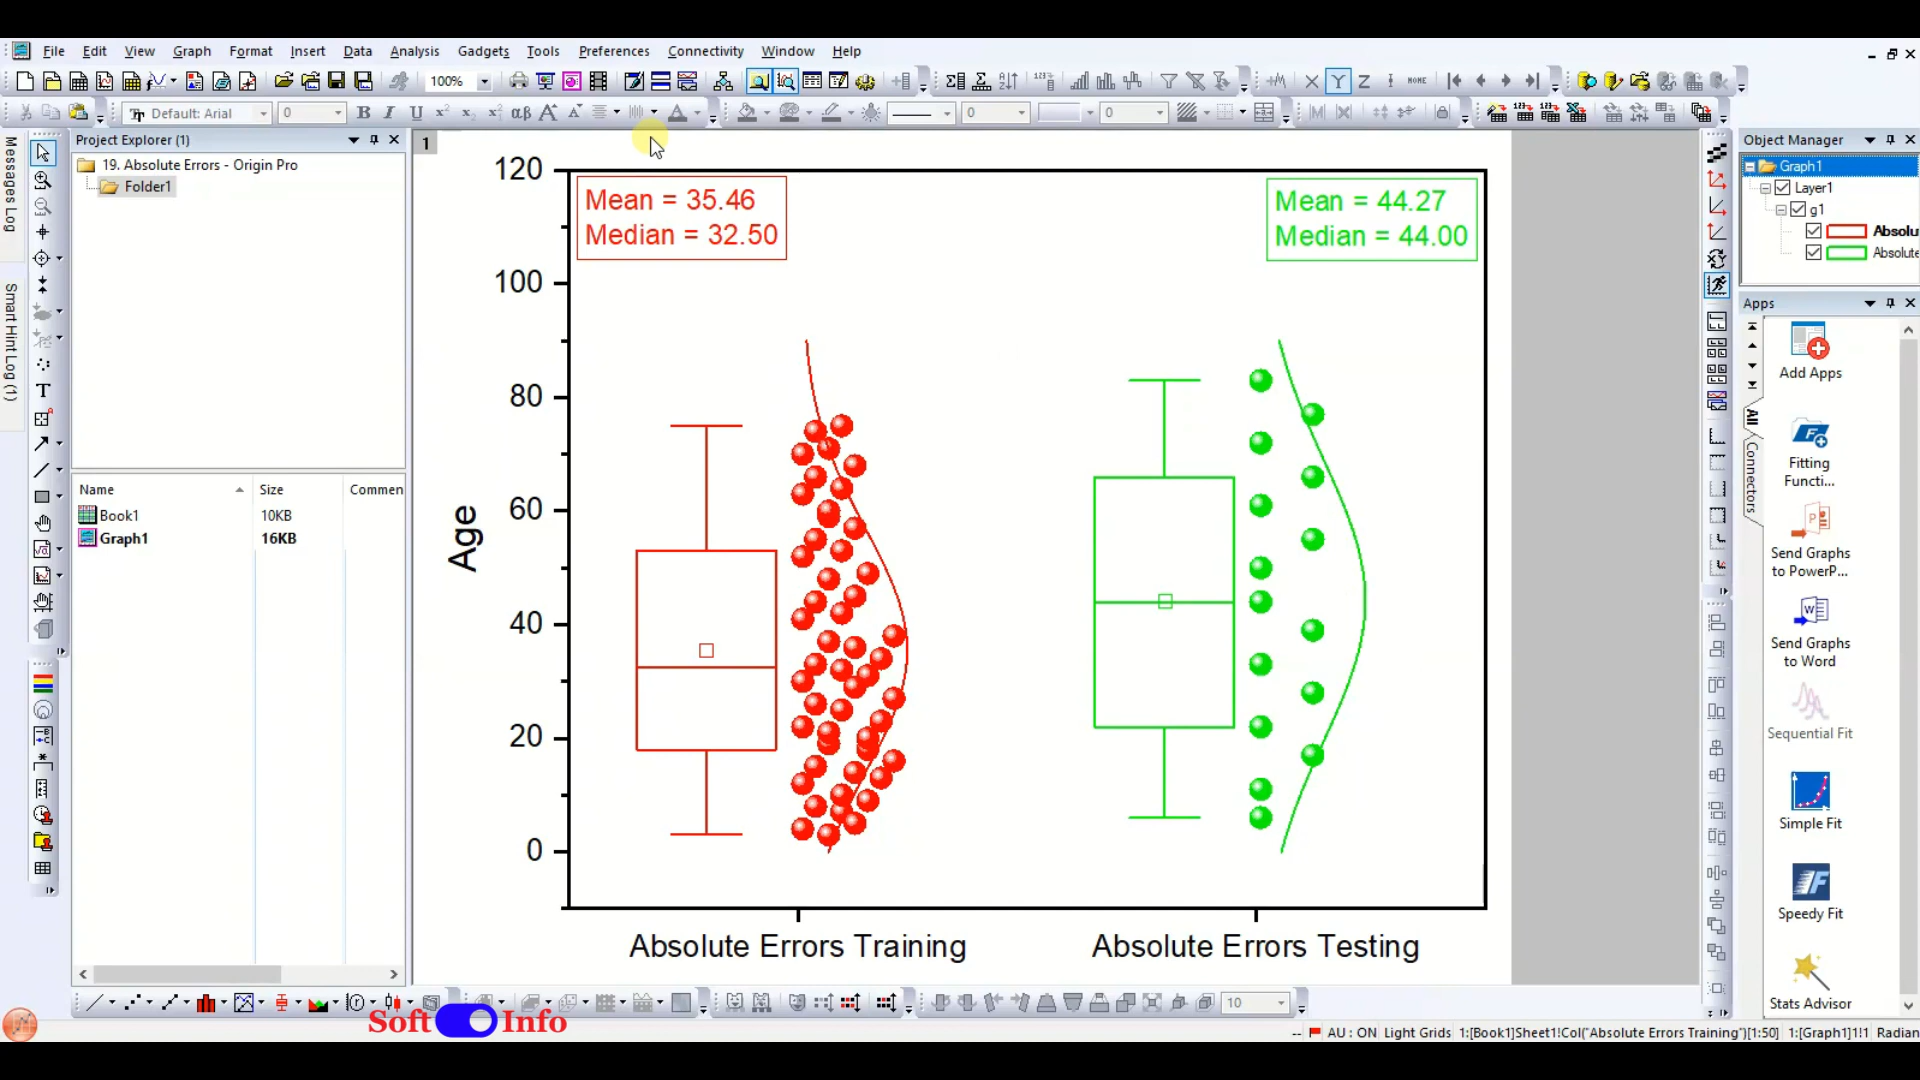 File Edit View Graph Format Insert Data Analysis Gadgets Tools Preferences Connectivity Window Help
100%
Default: Arial 0 B I U αβ A A A 0 0
X Y Z HOME
Messages Log
Smart Hint Log (1)
Project Explorer (1)
19. Absolute Errors - Origin Pro
Folder1
Name Size Commen
Book1 10KB
Graph1 16KB
1
Mean = 35.46
Median = 32.50
Mean = 44.27
Median = 44.00
120
100
80
60
40
20
0
Age
Absolute Errors Training
Absolute Errors Testing
Object Manager
Graph1
Layer1
g1
Absolu
Absolute
Apps
All
Connectors
Add Apps
Fitting
Functi...
Send Graphs
to PowerP...
Send Graphs
to Word
Sequential Fit
Simple Fit
Speedy Fit
Stats Advisor
10
Soft Info
-- AU : ON Light Grids 1:[Book1]Sheet1!Col("Absolute Errors Training")[1:50] 1:[Graph1]1!1 Radian